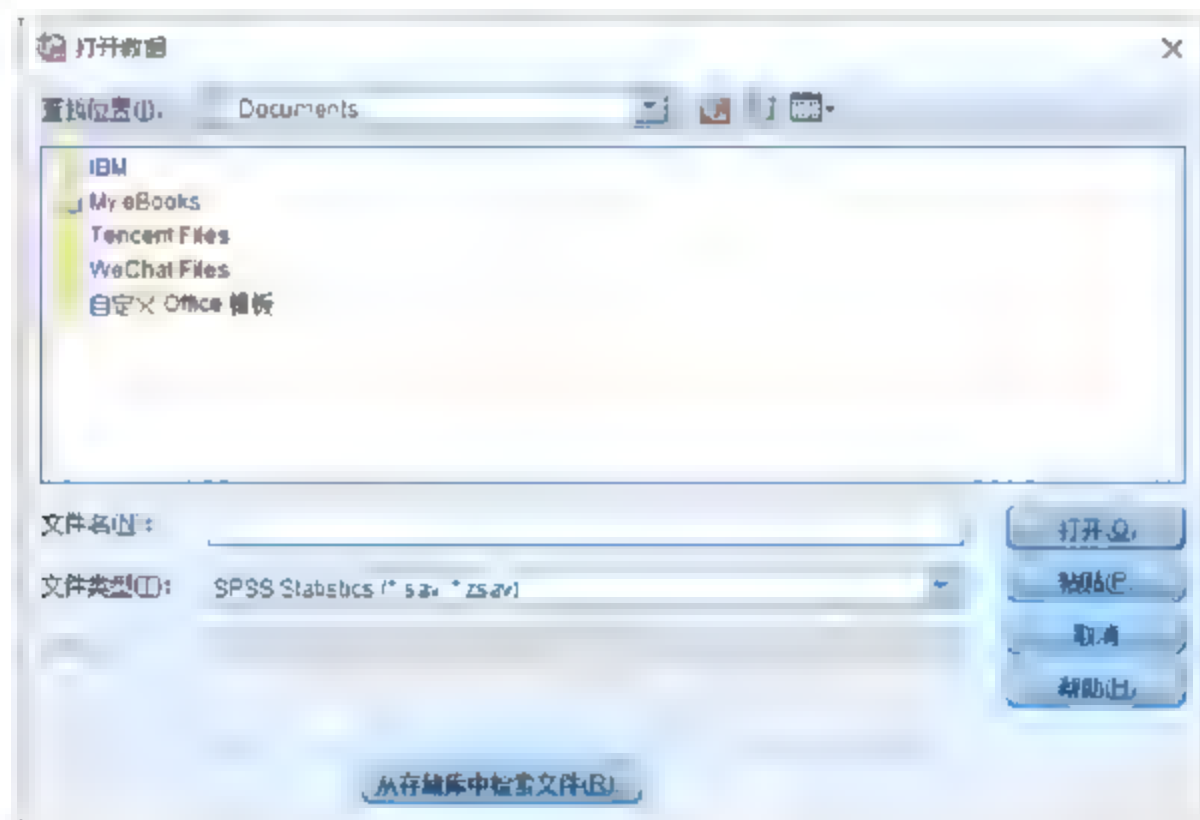 打开数据
查找位置(I): Documents
IBM
My eBooks
Tencent Files
WeChat Files
自定义 Office 模板
文件名(N):
打开(O)
文件类型(T): SPSS Statistics (*.sav, *.zsav)
粘贴(P)
取消
帮助(H)
从存储库中检索文件(R)